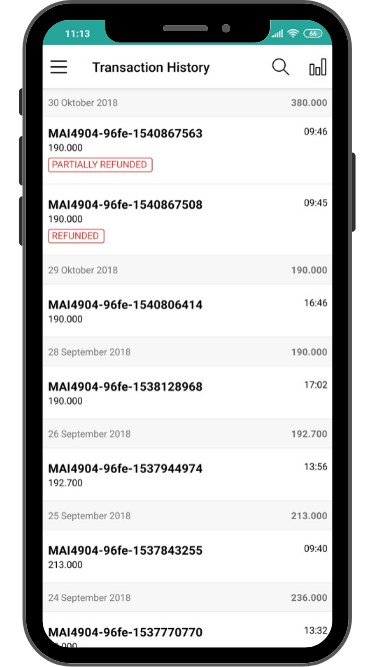 11:13
66
Transaction History
30 Oktober 2018 380.000
MAI4904-96fe-1540867563 09:46
190.000
PARTIALLY REFUNDED
MAI4904-96fe-1540867508 09:45
190.000
REFUNDED
29 Oktober 2018 190.000
MAI4904-96fe-1540806414 16:46
190.000
28 September 2018 190.000
MAI4904-96fe-1538128968 17:02
190.000
26 September 2018 192.700
MAI4904-96fe-1537944974 13:56
192.700
25 September 2018 213.000
MAI4904-96fe-1537843255 09:40
213.000
24 September 2018 236.000
MAI4904-96fe-1537770770 13:32